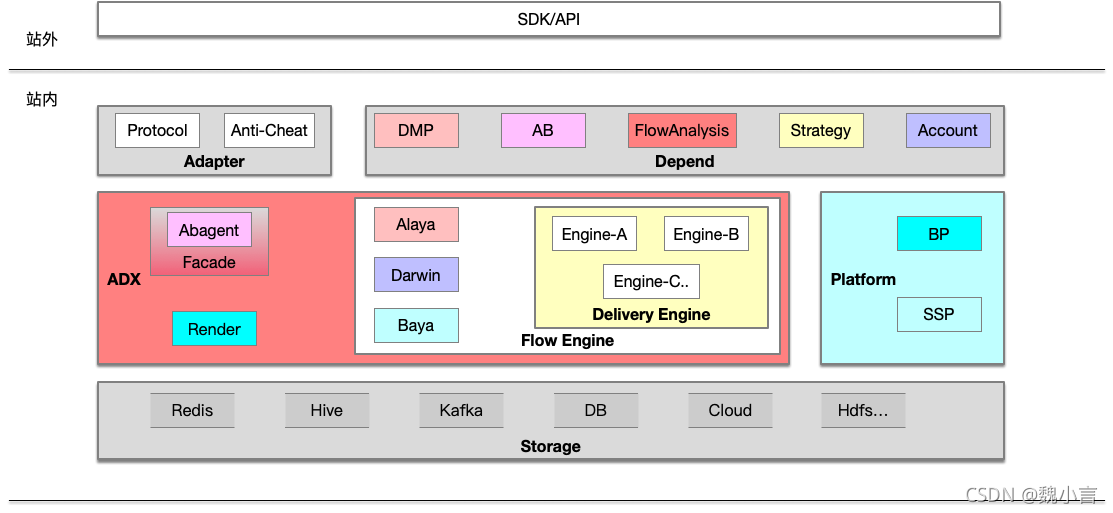 SDK/API
站外
站内
Protocol
Anti-Cheat
Adapter
DMP
AB
FlowAnalysis
Strategy
Account
Depend
Abagent
Facade
ADX
Render
Alaya
Darwin
Baya
Engine-A
Engine-B
Engine-C..
Delivery Engine
Flow Engine
BP
Platform
SSP
Redis
Hive
Kafka
DB
Cloud
Hdfs…
Storage
CSDN @魏小言